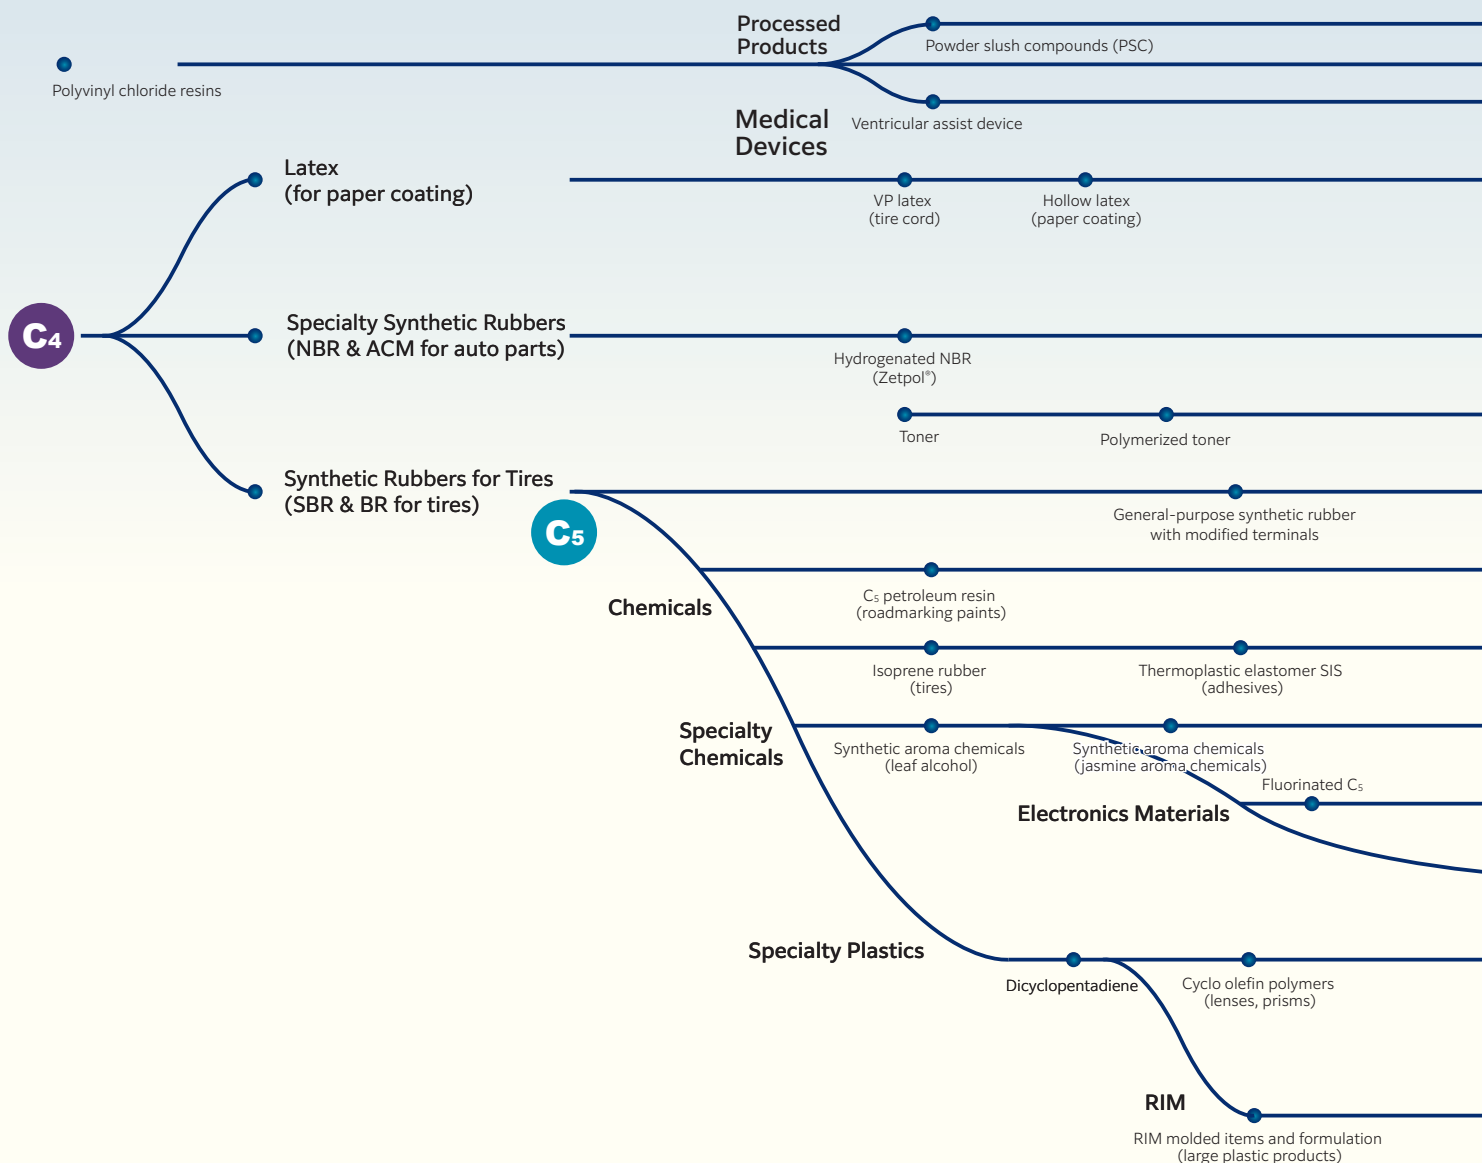 Processed
Products
Powder slush compounds (PSC)
Polyvinyl chloride resins
Medical
Devices
Ventricular assist device
Latex
(for paper coating)
VP latex
(tire cord)
Hollow latex
(paper coating)
C4
Specialty Synthetic Rubbers
(NBR & ACM for auto parts)
Hydrogenated NBR
(Zetpol®)
Toner
Polymerized toner
Synthetic Rubbers for Tires
(SBR & BR for tires)
C5
General-purpose synthetic rubber
with modified terminals
Chemicals
C₅ petroleum resin
(roadmarking paints)
Isoprene rubber
(tires)
Thermoplastic elastomer SIS
(adhesives)
Specialty
Chemicals
Synthetic aroma chemicals
(leaf alcohol)
Synthetic aroma chemicals
(jasmine aroma chemicals)
Fluorinated C₅
Electronics Materials
Specialty Plastics
Dicyclopentadiene
Cyclo olefin polymers
(lenses, prisms)
RIM
RIM molded items and formulation
(large plastic products)